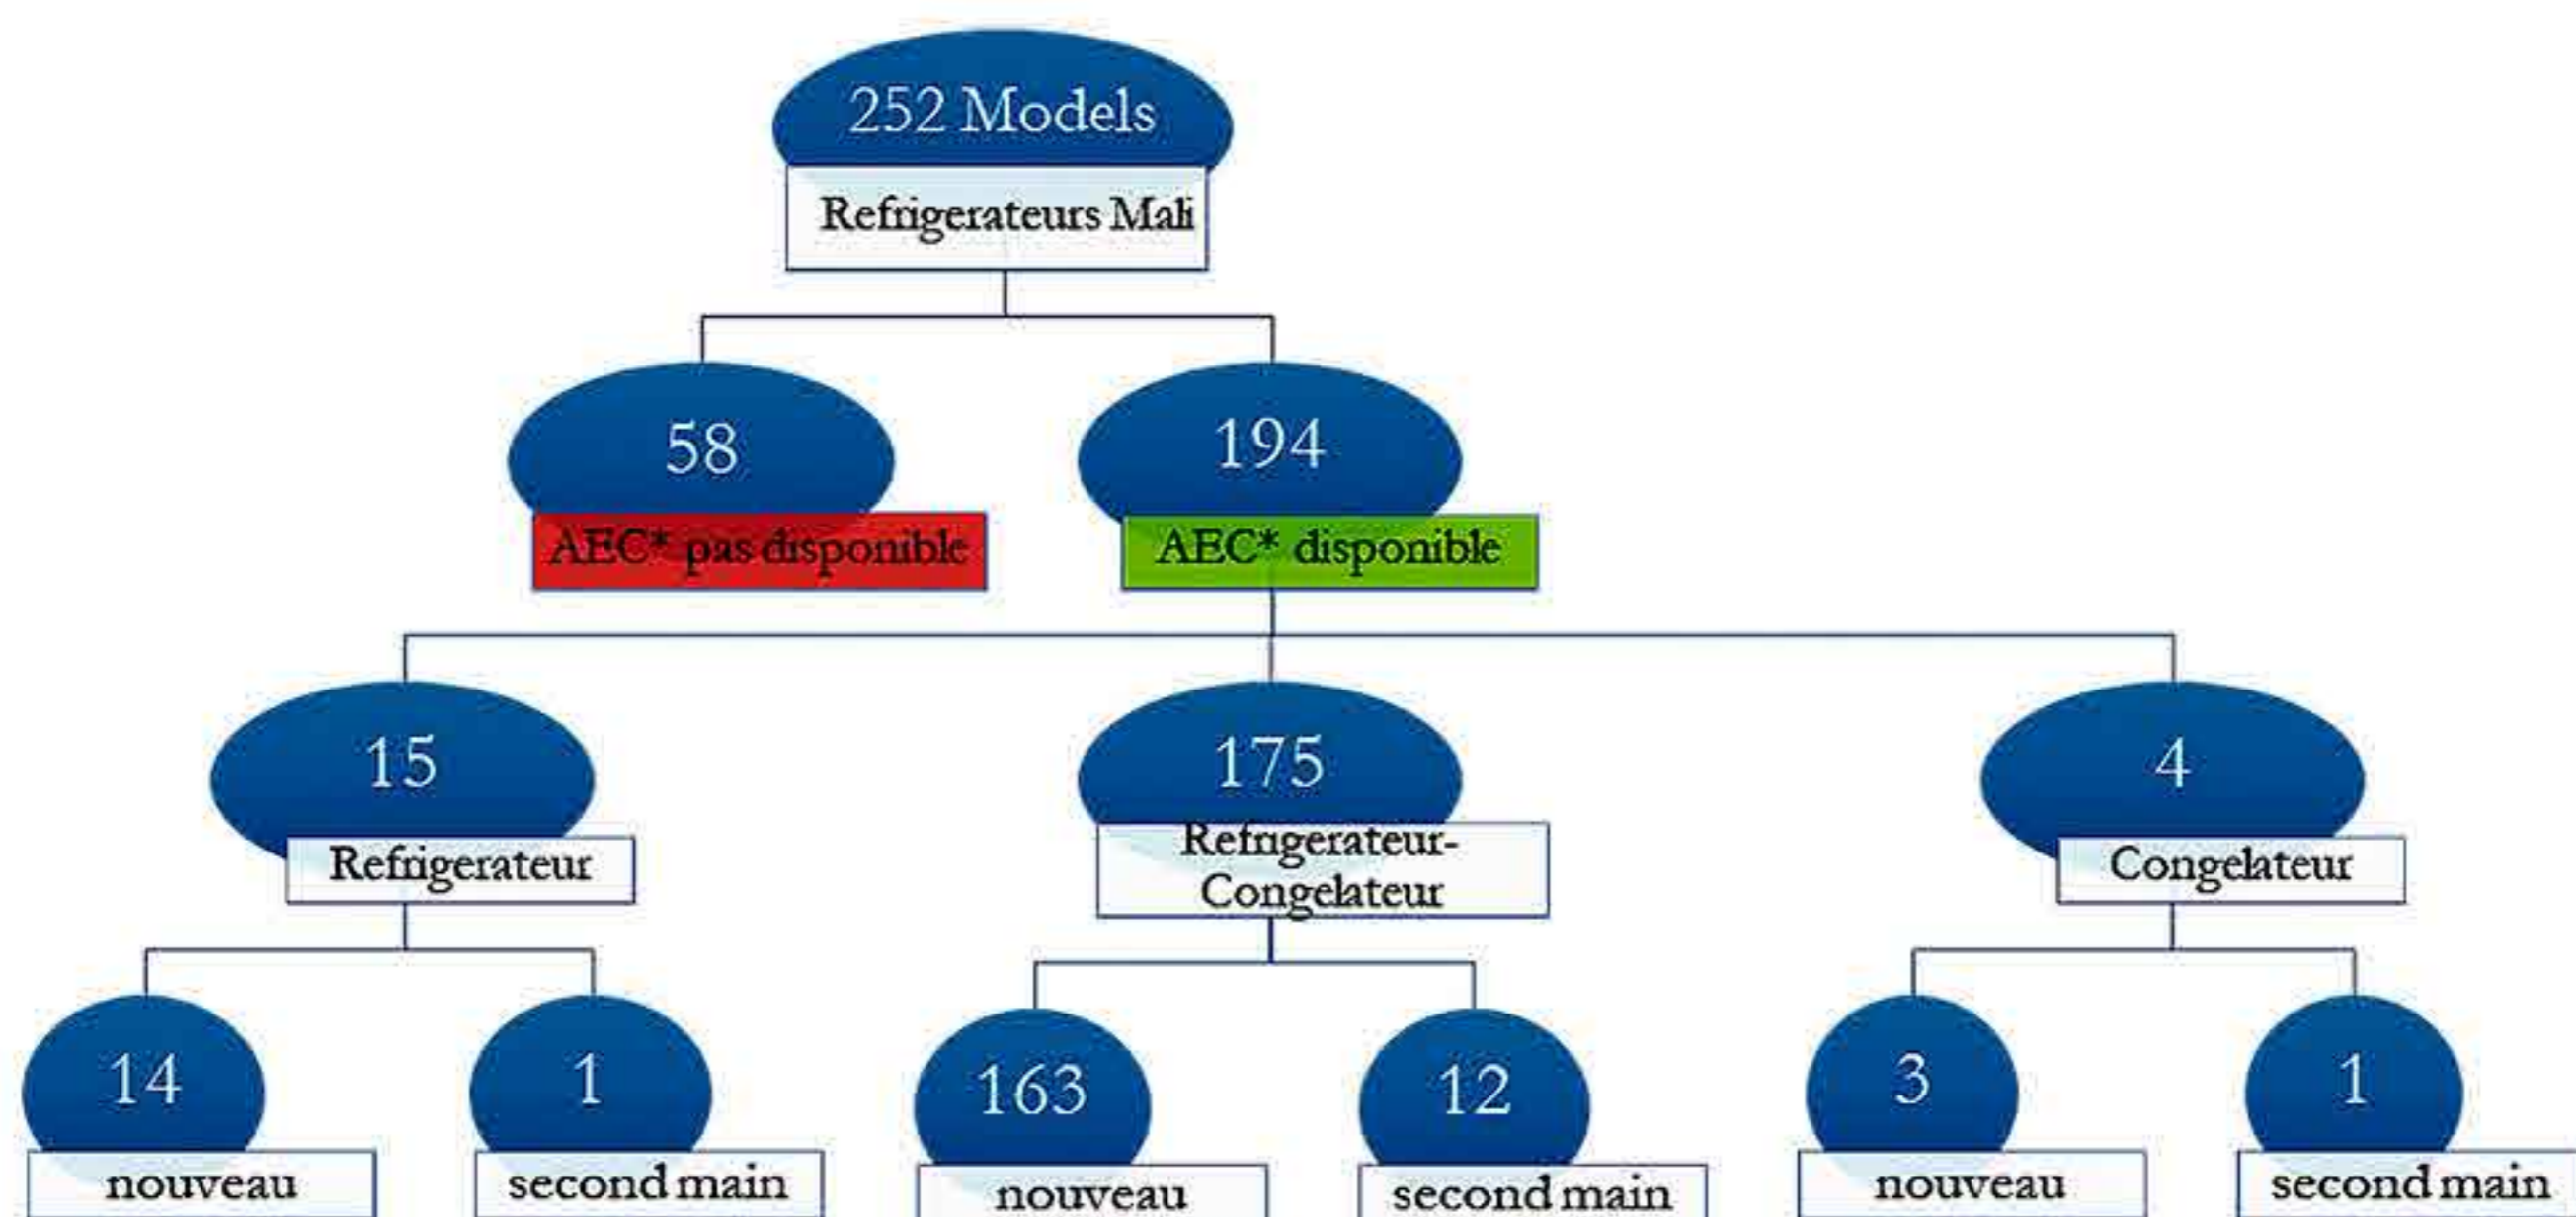 252 Models
Refrigerateurs Mali
58
AEC* pas disponible
194
AEC* disponible
15
Refrigerateur
175
Refrigerateur-
Congelateur
4
Congelateur
14
nouveau
1
second main
163
nouveau
12
second main
3
nouveau
1
second main